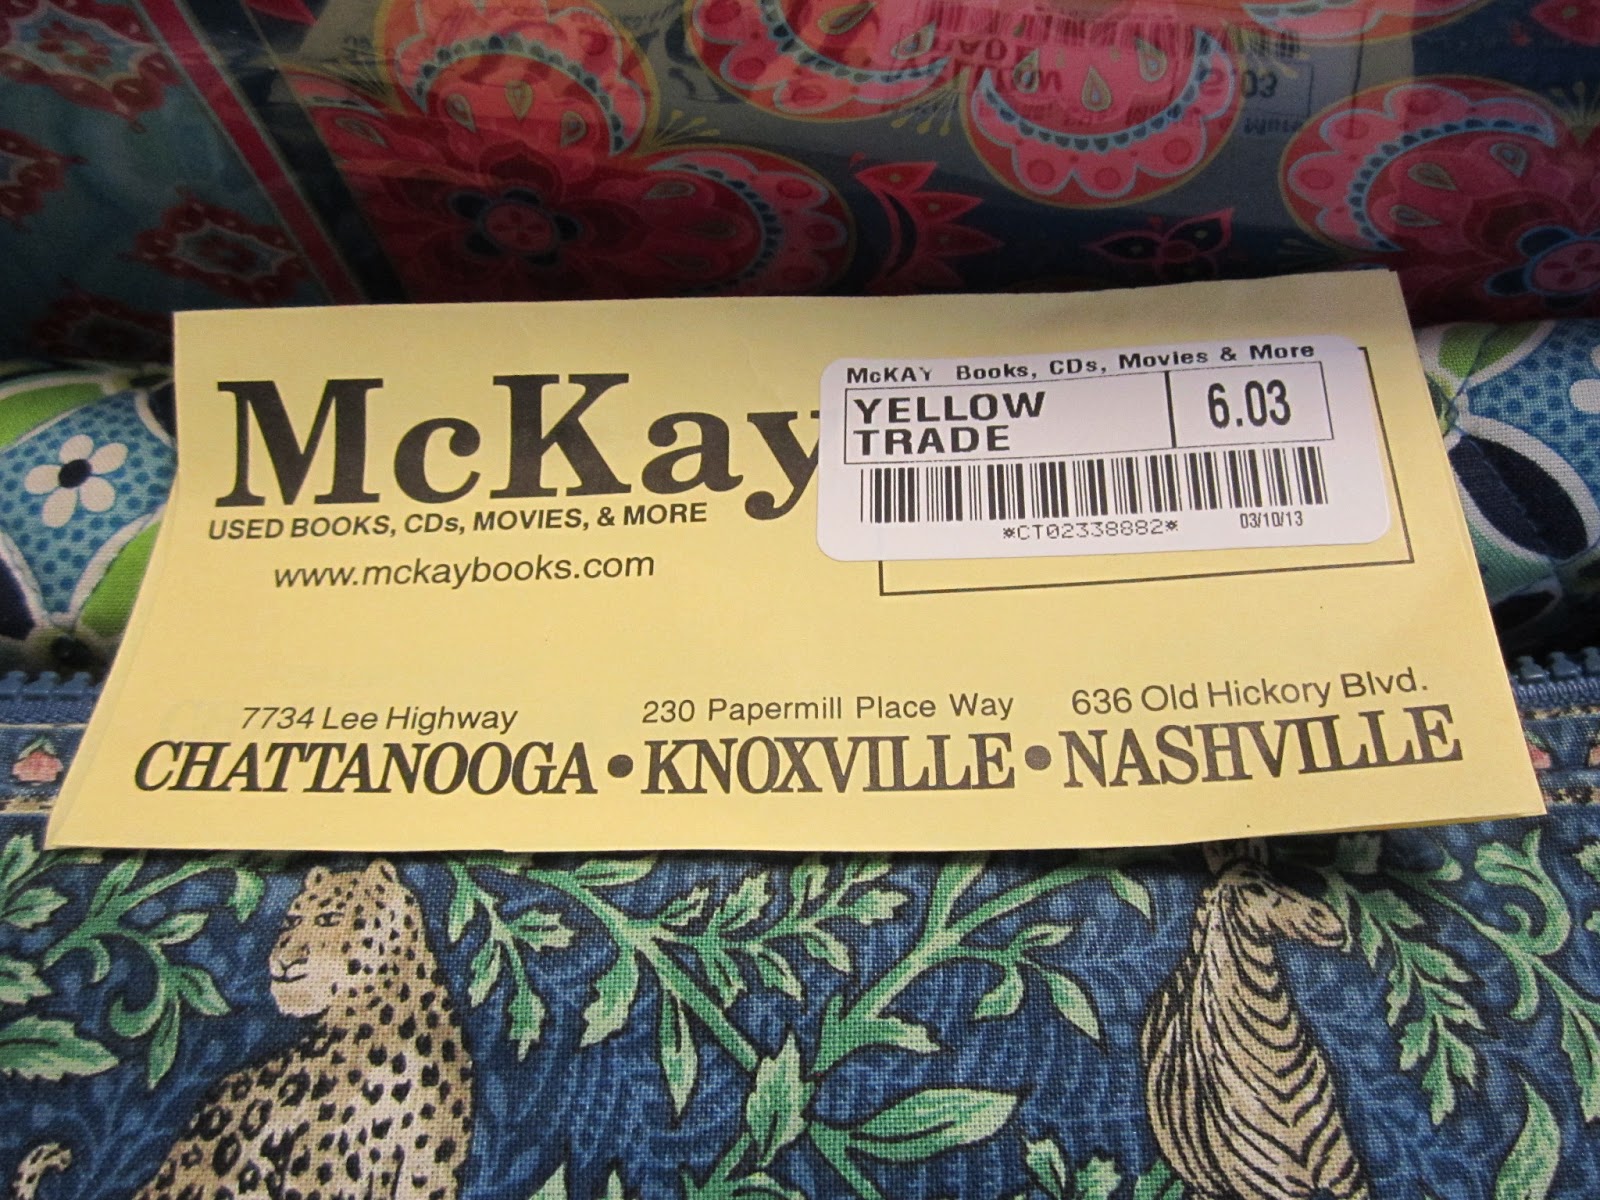 McKay
USED BOOKS, CDs, MOVIES, & MORE
www.mckaybooks.com
McKAY Books, CDs, Movies & More
YELLOW
TRADE
6.03
*CT02338882*
03/10/13
7734 Lee Highway
CHATTANOOGA •
230 Papermill Place Way
KNOXVILLE •
636 Old Hickory Blvd.
NASHVILLE